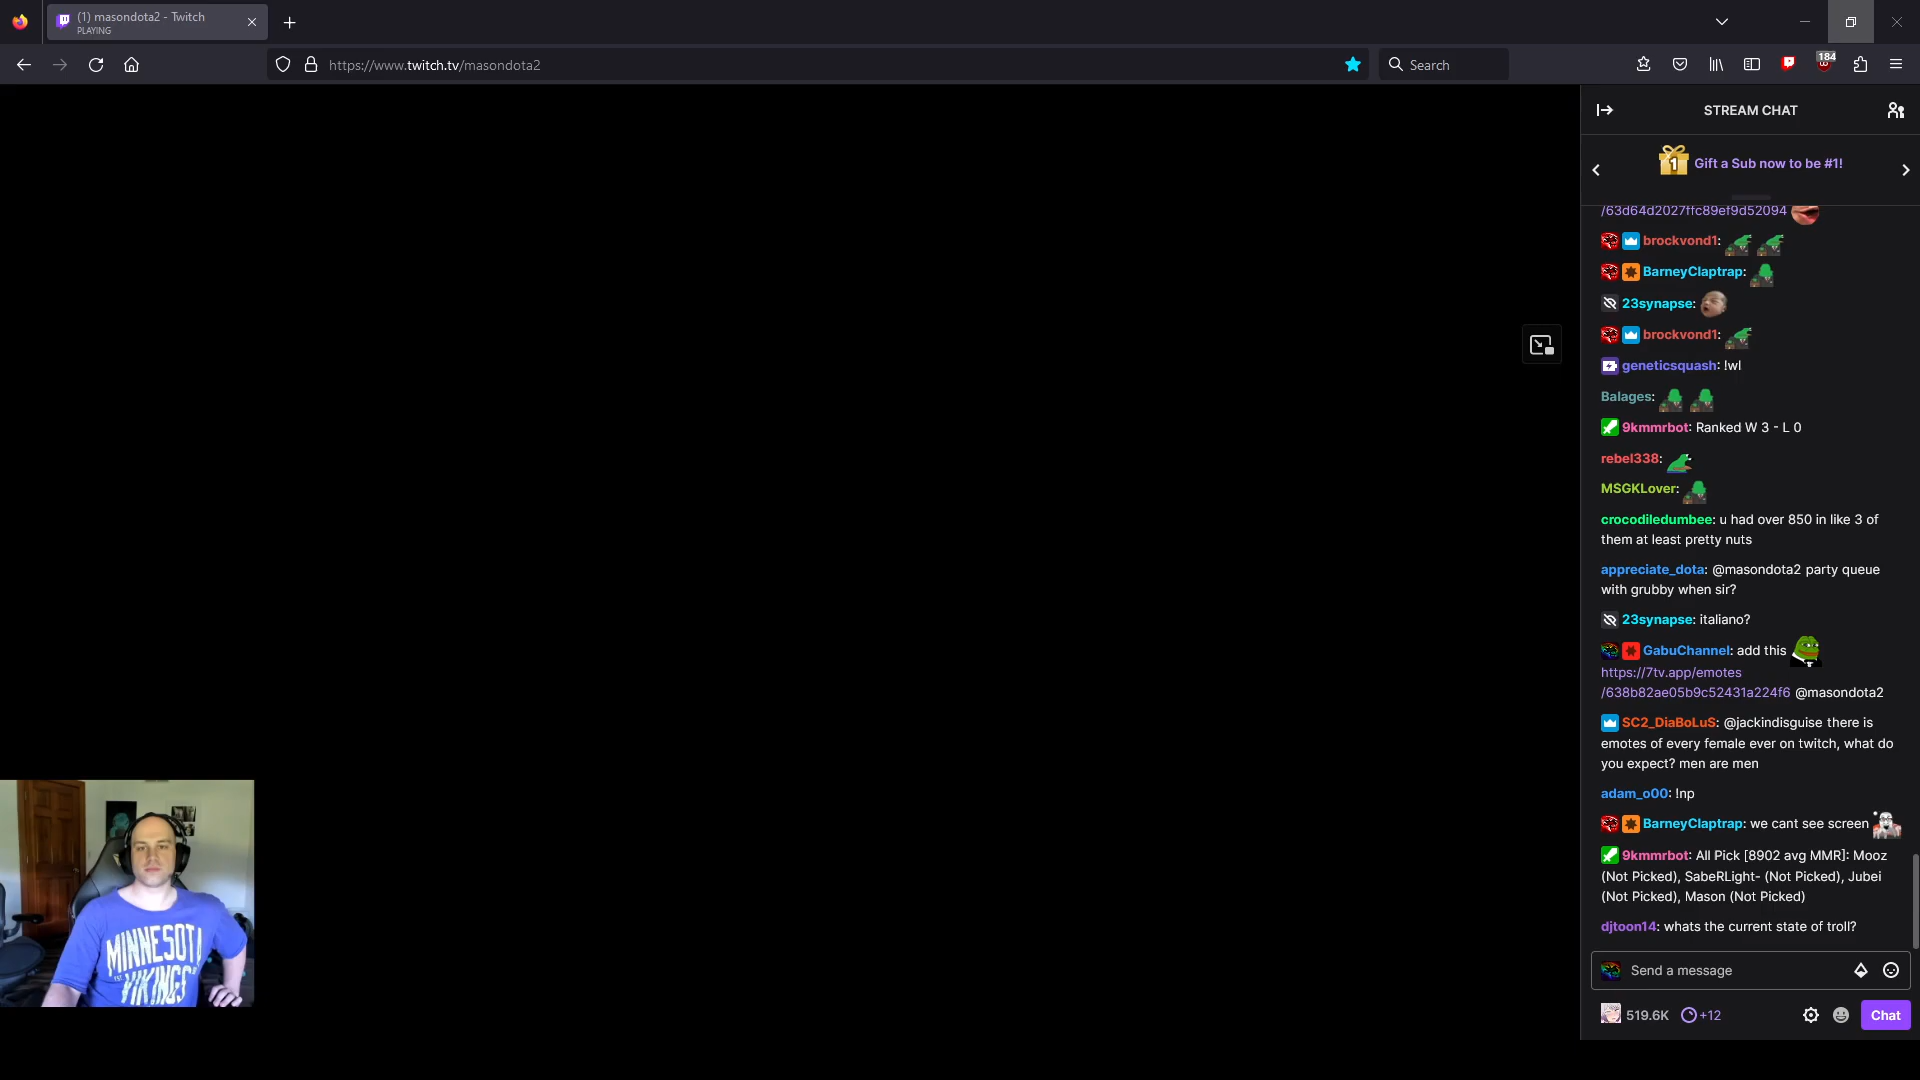 (1) masondota2 - Twitch
PLAYING
https://www.twitch.tv/masondota2
Search
184
STREAM CHAT
1
Gift a Sub now to be #1!
/63d64d2027ffc89ef9d52094
brockvond1:
BarneyClaptrap:
23synapse:
brockvond1:
geneticsquash: !wl
Balages:
9kmmrbot: Ranked W 3 - L 0
rebel338:
MSGKLover:
crocodiledumbee: u had over 850 in like 3 of
them at least pretty nuts
appreciate_dota: @masondota2 party queue
with grubby when sir?
23synapse: italiano?
GabuChannel: add this
https://7tv.app/emotes
/638b82ae05b9c52431a224f6 @masondota2
SC2_DiaBoLuS: @jackindisguise there is
emotes of every female ever on twitch, what do
you expect? men are men
adam_o00: !np
BarneyClaptrap: we cant see screen
9kmmrbot: All Pick [8902 avg MMR]: Mooz
(Not Picked), SabeRLight- (Not Picked), Jubei
(Not Picked), Mason (Not Picked)
djtoon14: whats the current state of troll?
Send a message
519.6K
+12
Chat
MINNESOTA
VIKINGS